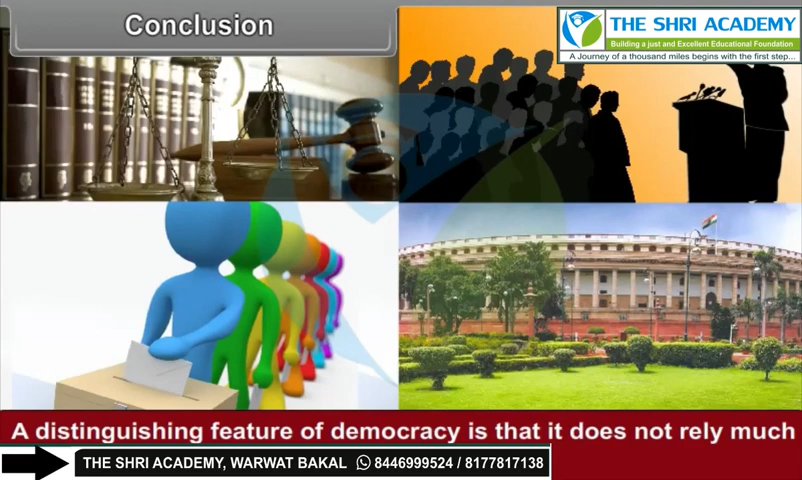 Conclusion
THE SHRI ACADEMY
Building a just and Excellent Educational Foundation
A Journey of a thousand miles begins with the first step...
A distinguishing feature of democracy is that it does not rely much
THE SHRI ACADEMY, WARWAT BAKAL 8446999524 / 8177817138